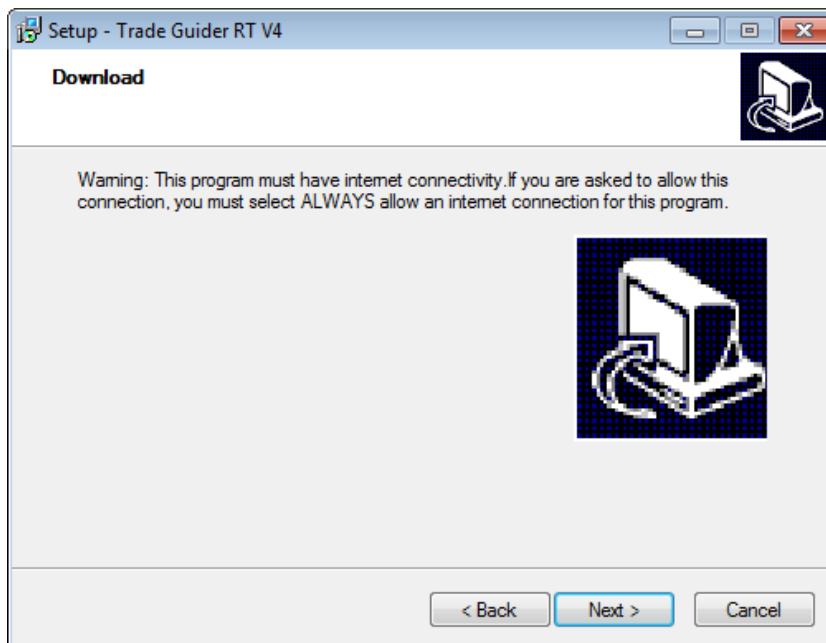 Setup - Trade Guider RT V4
Download
Warning: This program must have internet connectivity.If you are asked to allow this
connection, you must select ALWAYS allow an internet connection for this program.
< Back Next > Cancel